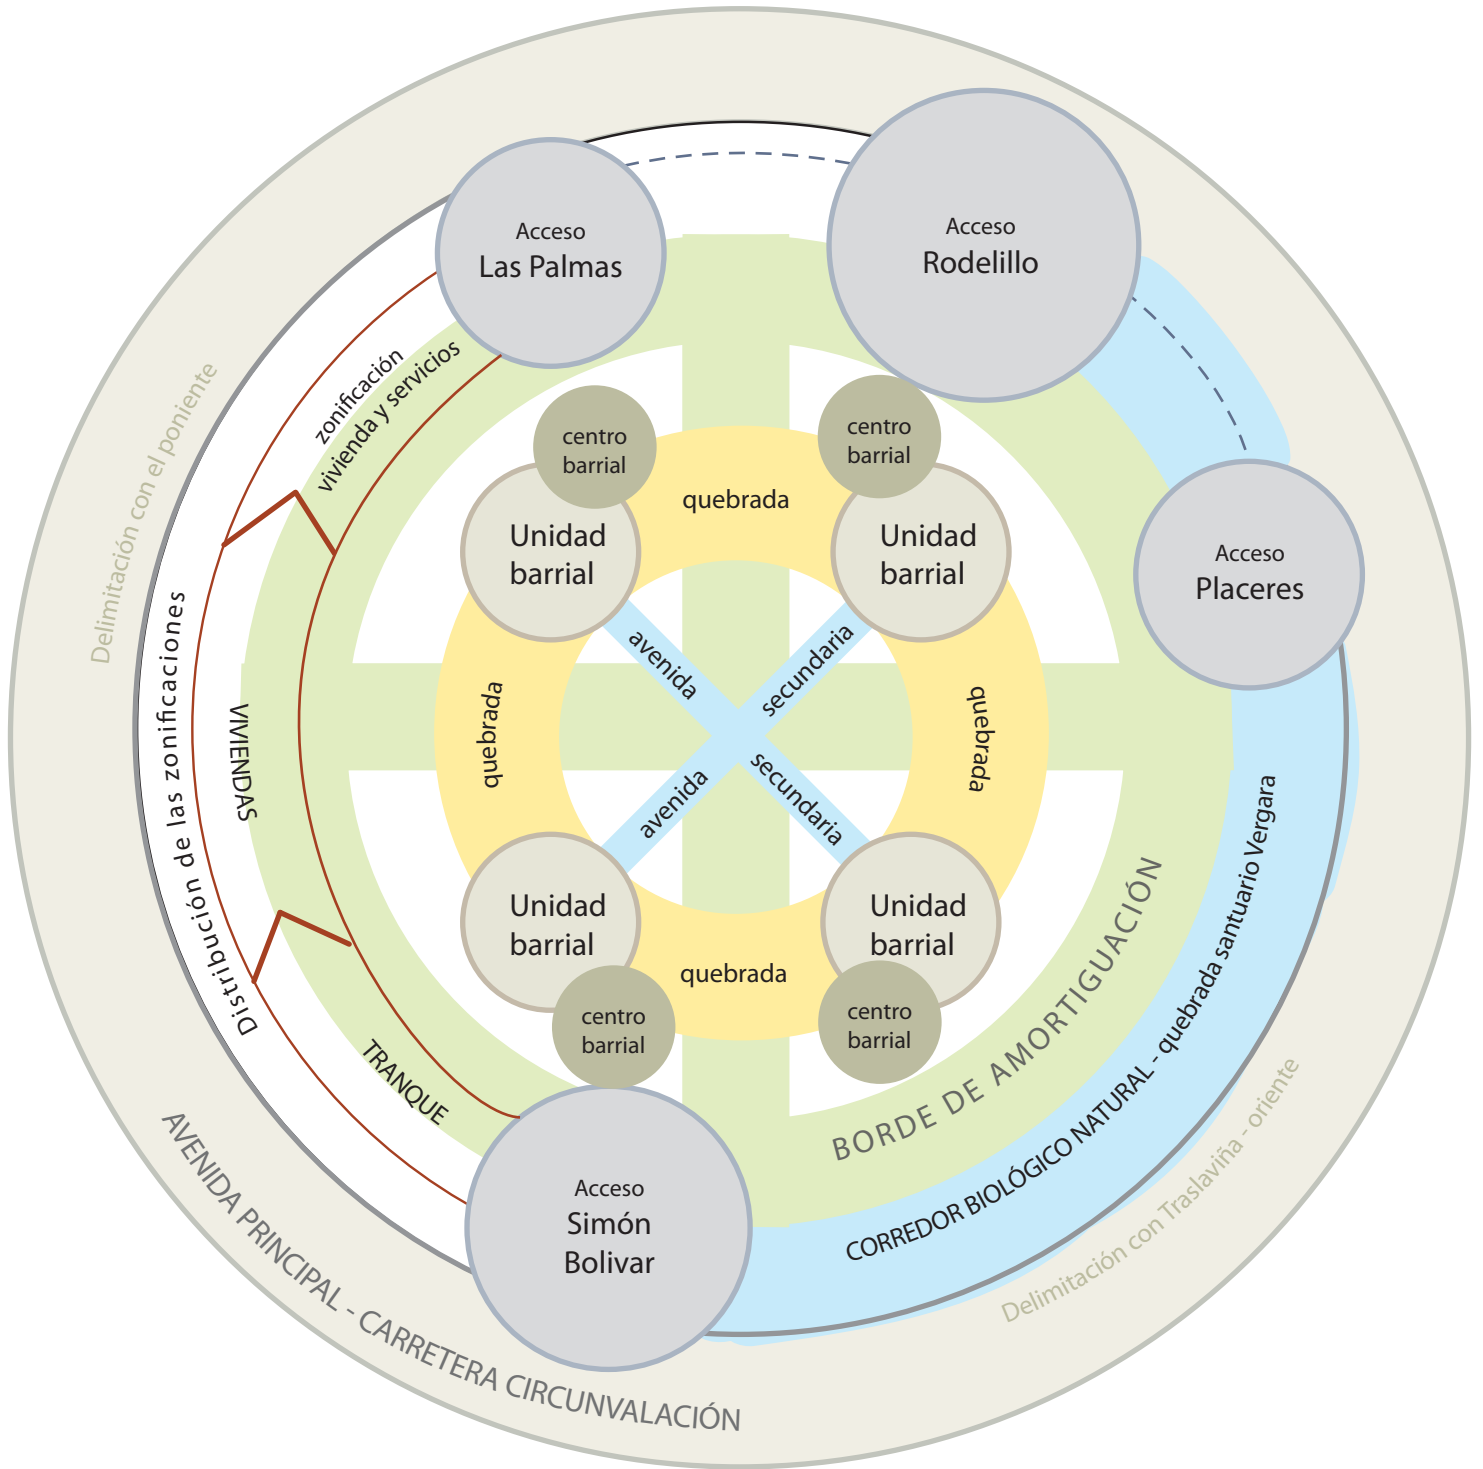 Acceso
Las Palmas
Acceso
Rodelillo
zonificación
vivienda y servicios
Delimitación con el poniente
centro
barrial
centro
barrial
quebrada
Unidad
barrial
Unidad
barrial
Acceso
Placeres
avenida
secundaria
Distribución de las zonificaciones
VIVIENDAS
quebrada
quebrada
avenida
secundaria
Unidad
barrial
Unidad
barrial
quebrada
centro
barrial
centro
barrial
TRANQUE
BORDE DE AMORTIGUACIÓN
CORREDOR BIOLÓGICO NATURAL - quebrada santuario Vergara
Delimitación con Traslaviña - oriente
Acceso
Simón
Bolivar
AVENIDA PRINCIPAL - CARRETERA CIRCUNVALACIÓN